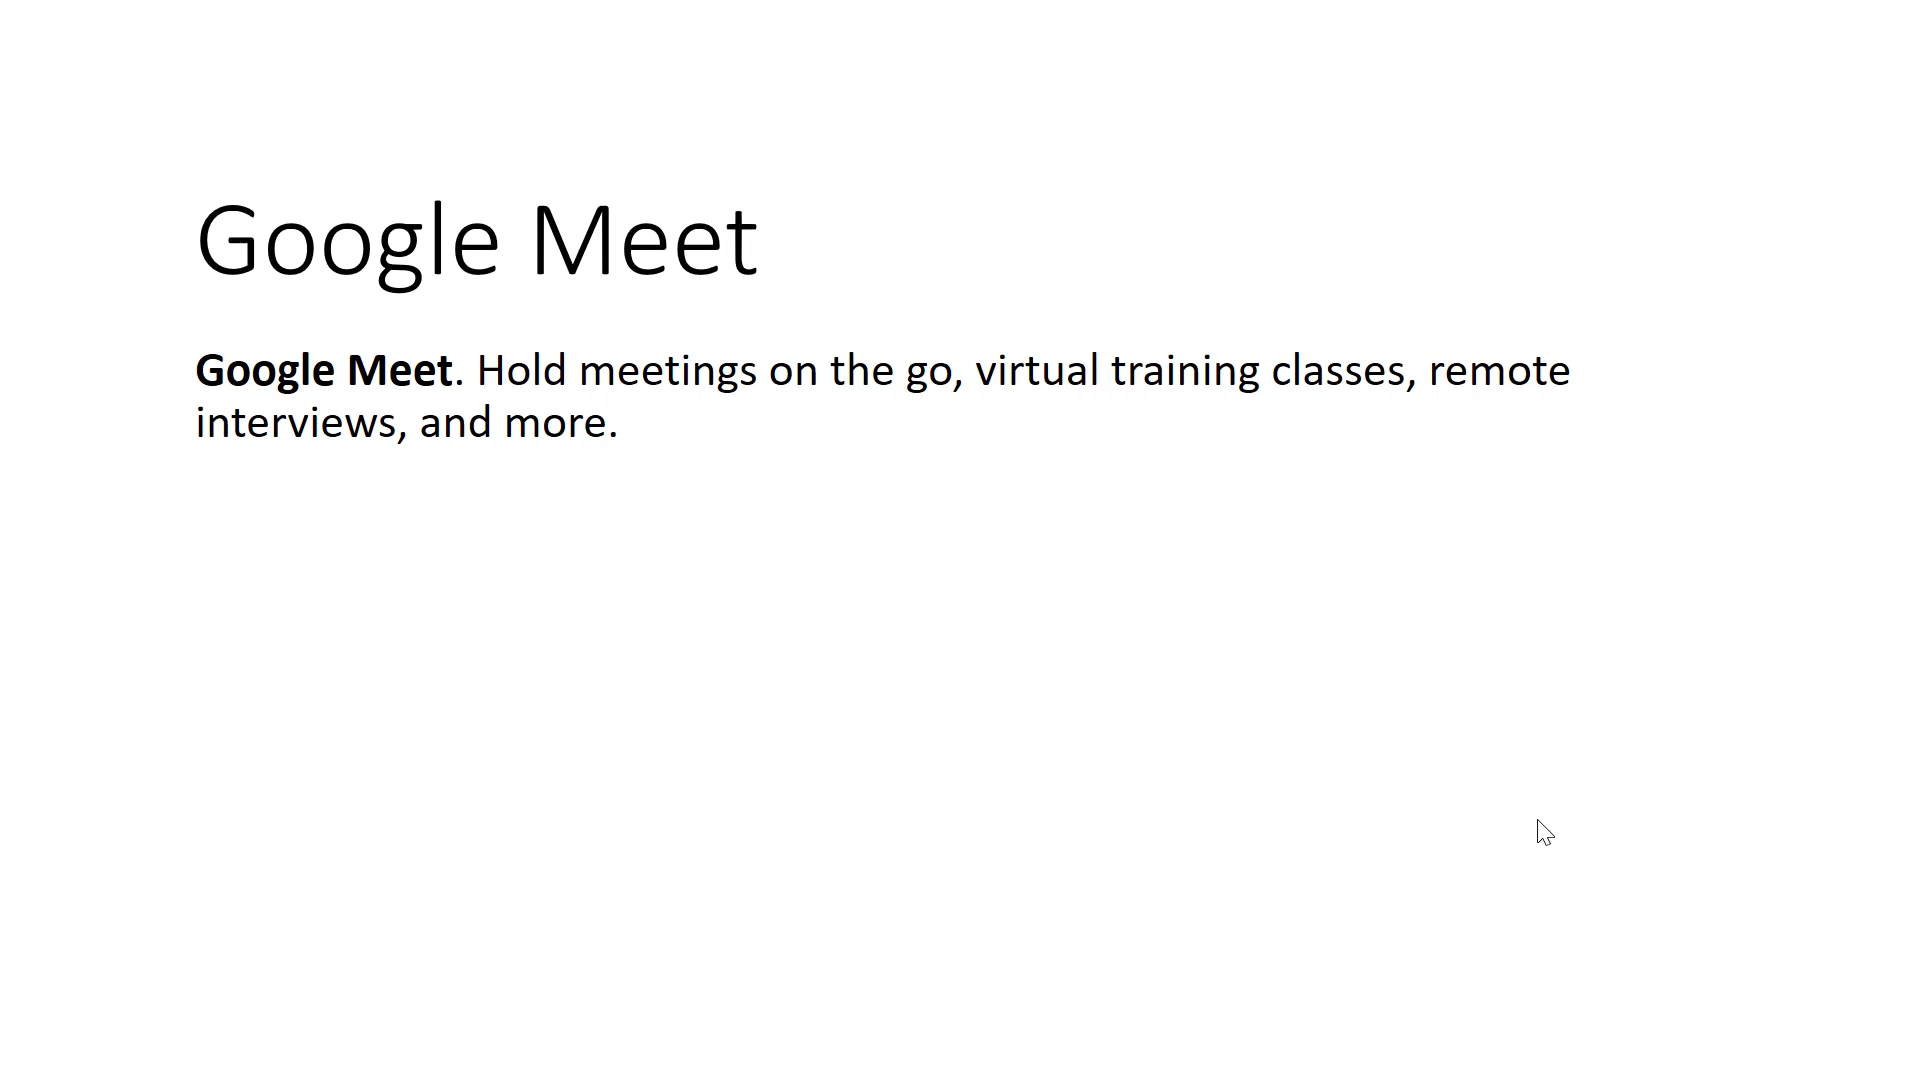 Google Meet
Google Meet. Hold meetings on the go, virtual training classes, remote
interviews, and more.